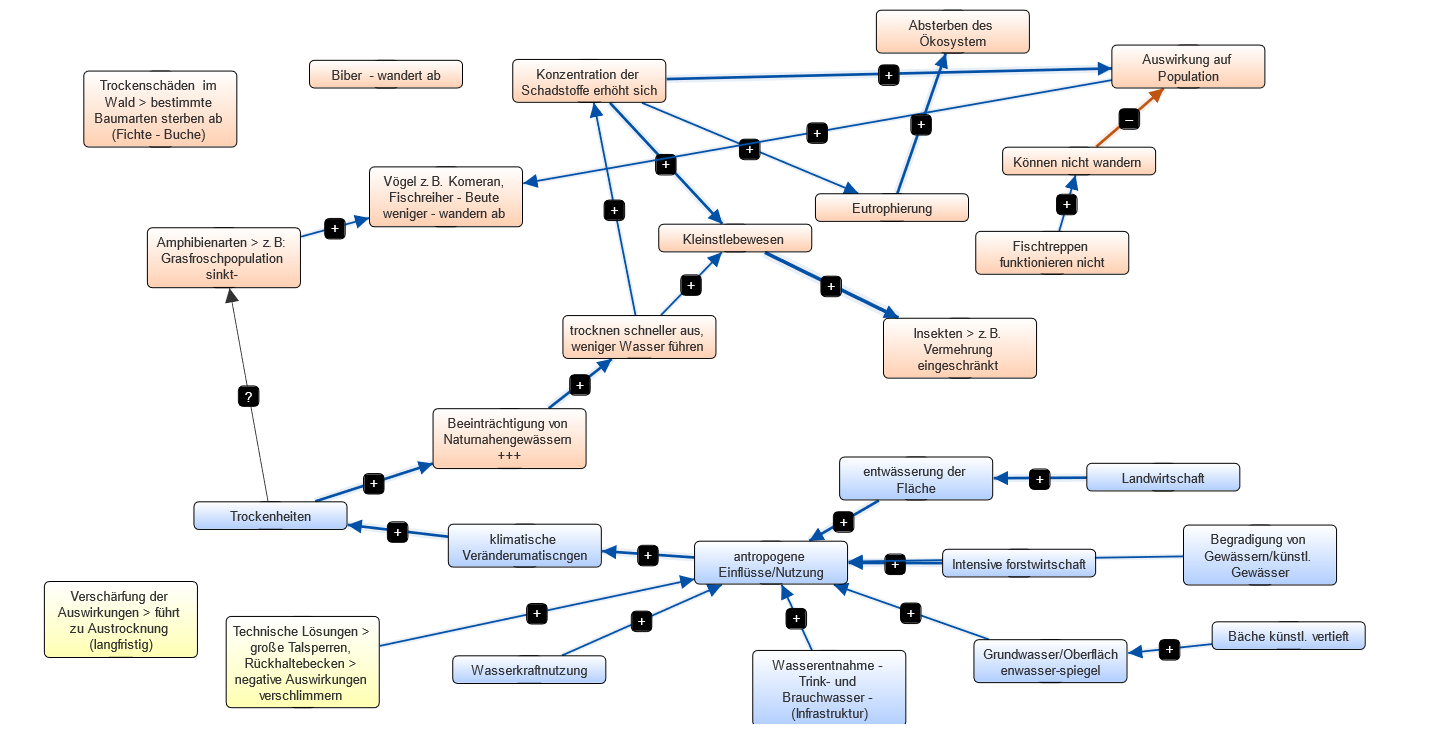 Absterben des
Ökosystem
Auswirkung auf
Population
Biber - wandert ab
Konzentration der
Schadstoffe erhöht sich
+
Trockenschäden im
Wald > bestimmte
Baumarten sterben ab
(Fichte - Buche)
+
–
+
+
+
Können nicht wandern
Vögel z.B. Komeran,
Fischreiher - Beute
weniger - wandern ab
Eutrophierung
+
+
+
Kleinstlebewesen
Amphibienarten > z.B:
Grasfroschpopulation
sinkt-
Fischtreppen
funktionieren nicht
+
+
trocknen schneller aus,
weniger Wasser führen
Insekten > z.B.
Vermehrung
eingeschränkt
+
?
Beeinträchtigung von
Naturnahengewässern
+++
+
entwässerung der
Fläche
+
Landwirtschaft
Trockenheiten
+
klimatische
Veränderumatiscngen
+
+
antropogene
Einflüsse/Nutzung
+
Intensive forstwirtschaft
Begradigung von
Gewässern/künstl.
Gewässer
Verschärfung der
Auswirkungen > führt
zu Austrocknung
(langfristig)
Technische Lösungen >
große Talsperren,
Rückhaltebecken >
negative Auswirkungen
verschlimmern
+
+
+
+
Wasserkraftnutzung
Wasserentnahme -
Trink- und
Brauchwasser -
(Infrastruktur)
Grundwasser/Oberfläch
enwasser-spiegel
+
Bäche künstl. vertieft